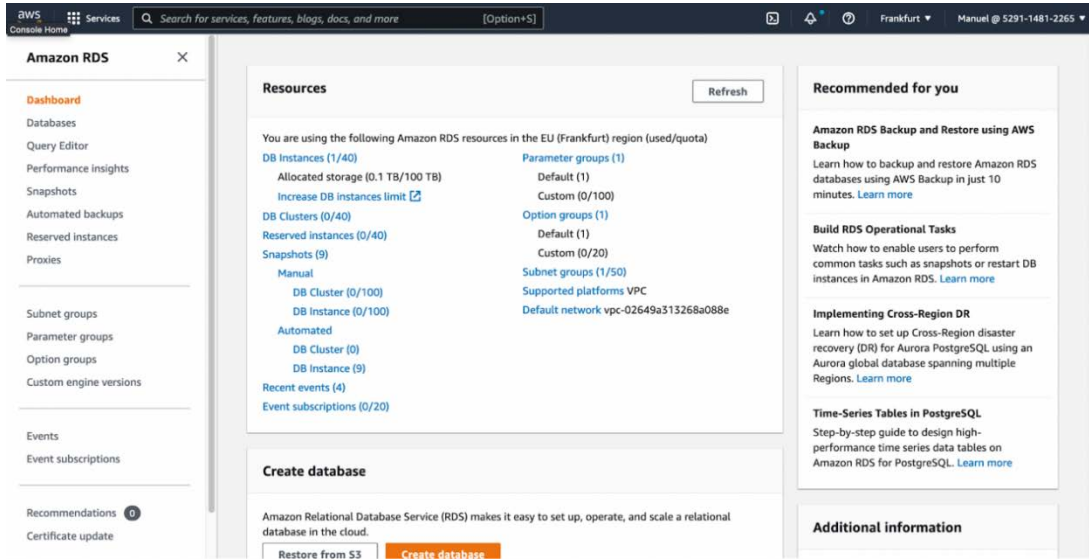 aws
Services
Search for services, features, blogs, docs, and more
[Option+S]
Frankfurt
Manuel @ 5291-1481-2265
Console Home
Amazon RDS
Dashboard
Databases
Query Editor
Performance insights
Snapshots
Automated backups
Reserved instances
Proxies
Subnet groups
Parameter groups
Option groups
Custom engine versions
Events
Event subscriptions
Recommendations 0
Certificate update
Resources
Refresh
You are using the following Amazon RDS resources in the EU (Frankfurt) region (used/quota)
DB Instances (1/40)
Allocated storage (0.1 TB/100 TB)
Increase DB instances limit
DB Clusters (0/40)
Reserved instances (0/40)
Snapshots (9)
Manual
DB Cluster (0/100)
DB Instance (0/100)
Automated
DB Cluster (0)
DB Instance (9)
Recent events (4)
Event subscriptions (0/20)
Parameter groups (1)
Default (1)
Custom (0/100)
Option groups (1)
Default (1)
Custom (0/20)
Subnet groups (1/50)
Supported platforms VPC
Default network vpc-02649a313268a088e
Create database
Amazon Relational Database Service (RDS) makes it easy to set up, operate, and scale a relational
database in the cloud.
Restore from S3
Create database
Recommended for you
Amazon RDS Backup and Restore using AWS
Backup
Learn how to backup and restore Amazon RDS
databases using AWS Backup in just 10
minutes. Learn more
Build RDS Operational Tasks
Watch how to enable users to perform
common tasks such as snapshots or restart DB
instances in Amazon RDS. Learn more
Implementing Cross-Region DR
Learn how to set up Cross-Region disaster
recovery (DR) for Aurora PostgreSQL using an
Aurora global database spanning multiple
Regions. Learn more
Time-Series Tables in PostgreSQL
Step-by-step guide to design high-
performance time series data tables on
Amazon RDS for PostgreSQL. Learn more
Additional information